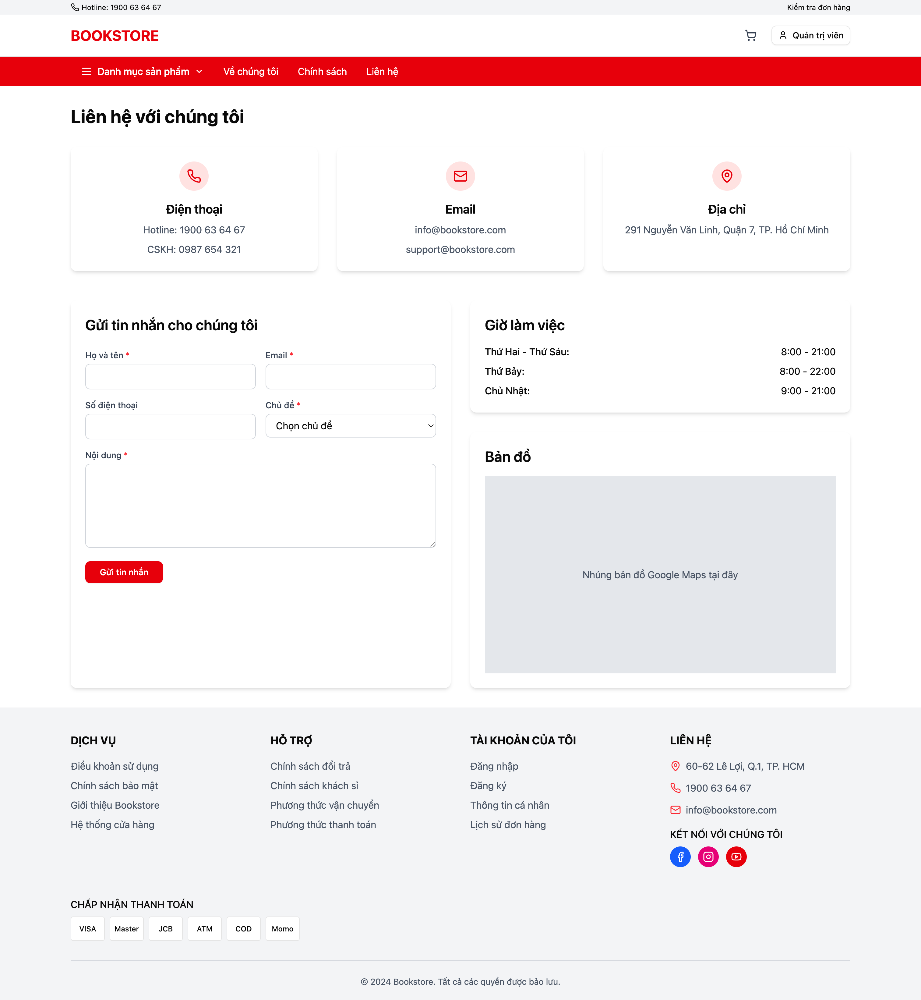 Hotline: 1900 63 64 67
Kiểm tra đơn hàng
BOOKSTORE
Quản trị viên
Danh mục sản phẩm
Về chúng tôi
Chính sách
Liên hệ
Liên hệ với chúng tôi
Điện thoại
Hotline: 1900 63 64 67
CSKH: 0987 654 321
Email
info@bookstore.com
support@bookstore.com
Địa chỉ
291 Nguyễn Văn Linh, Quận 7, TP. Hồ Chí Minh
Gửi tin nhắn cho chúng tôi
Họ và tên *
Email *
Số điện thoại
Chủ đề *
Chọn chủ đề
Nội dung *
Gửi tin nhắn
Giờ làm việc
Thứ Hai - Thứ Sáu: 8:00 - 21:00
Thứ Bảy: 8:00 - 22:00
Chủ Nhật: 9:00 - 21:00
Bản đồ
Nhúng bản đồ Google Maps tại đây
DỊCH VỤ
Điều khoản sử dụng
Chính sách bảo mật
Giới thiệu Bookstore
Hệ thống cửa hàng
HỖ TRỢ
Chính sách đổi trả
Chính sách khách sỉ
Phương thức vận chuyển
Phương thức thanh toán
TÀI KHOẢN CỦA TÔI
Đăng nhập
Đăng ký
Thông tin cá nhân
Lịch sử đơn hàng
LIÊN HỆ
60-62 Lê Lợi, Q.1, TP. HCM
1900 63 64 67
info@bookstore.com
KẾT NỐI VỚI CHÚNG TÔI
CHẤP NHẬN THANH TOÁN
VISA
Master
JCB
ATM
COD
Momo
© 2024 Bookstore. Tất cả các quyền được bảo lưu.